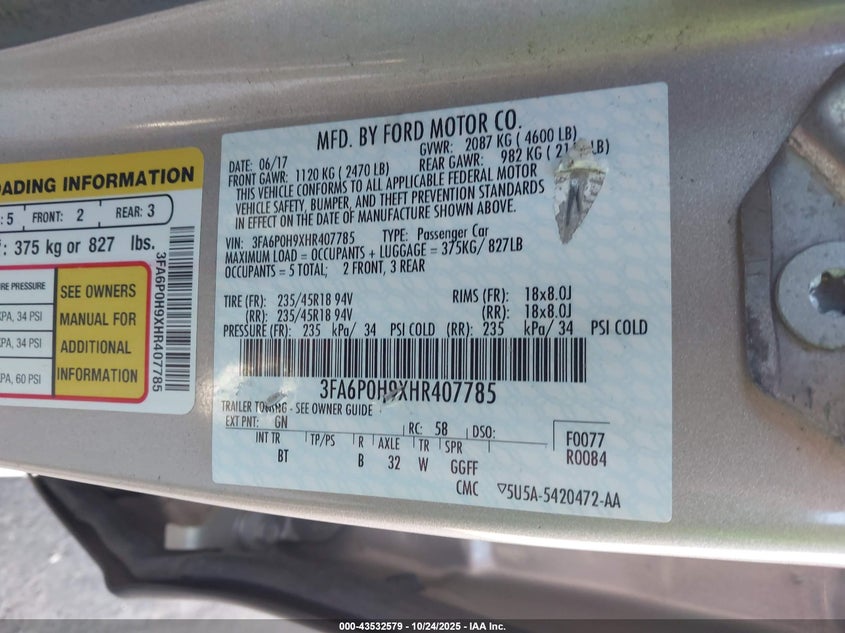 MFD. BY FORD MOTOR CO.
DATE: 06/17 GVWR: 2087 KG ( 4600 LB)
FRONT GAWR: 1120 KG ( 2470 LB) REAR GAWR: 982 KG ( LB)
THIS VEHICLE CONFORMS TO ALL APPLICABLE FEDERAL MOTOR
VEHICLE SAFETY, BUMPER, AND THEFT PREVENTION STANDARDS
IN EFFECT ON THE DATE OF MANUFACTURE SHOWN ABOVE.
VIN: 3FA6P0H9XHR407785 TYPE: Passenger Car
MAXIMUM LOAD = OCCUPANTS + LUGGAGE = 375KG/ 827LB
OCCUPANTS = 5 TOTAL; 2 FRONT, 3 REAR
TIRE (FR): 235/45R18 94V RIMS (FR): 18x8.0J
(RR): 235/45R18 94V (RR): 18x8.0J
PRESSURE (FR): 235 kPa/ 34 PSI COLD (RR): 235 kPa/ 34 PSI COLD
3FA6P0H9XHR407785
TRAILER TOWING - SEE OWNER GUIDE
EXT PNT: GN RC: 58 DSO: F0077
R0084
INT TR TP/PS R AXLE TR SPR
BT B 32 W GGFF
CMC ▽5U5A-5420472-AA
OADING INFORMATION
: 5 FRONT: 2 REAR: 3
: 375 kg or 827 lbs.
URE PRESSURE
KPA, 34 PSI
KPA, 34 PSI
PA, 60 PSI
SEE OWNERS
MANUAL FOR
ADDITIONAL
INFORMATION
3FA6P0H9XHR407785
000-43532579 - 10/24/2025 - IAA Inc.